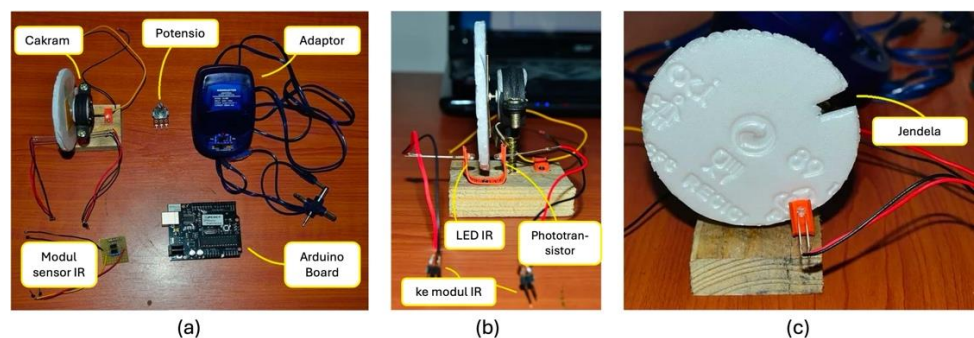 Cakram
Potensio
Adaptor
Modul
sensor IR
Arduino
Board
(a)
LED IR
Phototran-
sistor
ke modul IR
(b)
Jendela
(c)